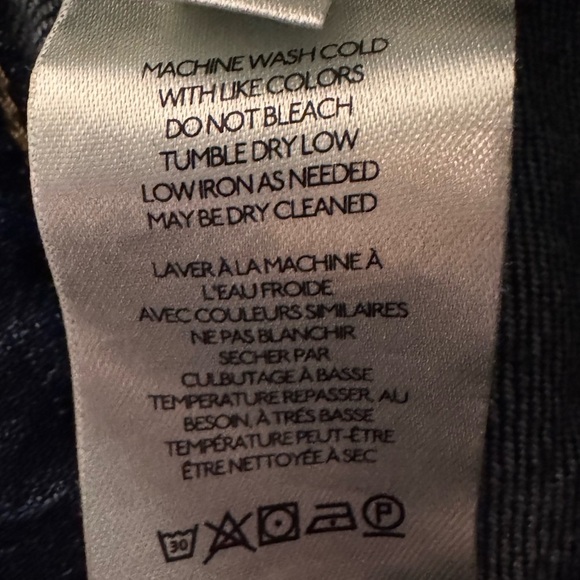 MACHINE WASH COLD
WITH LIKE COLORS
DO NOT BLEACH
TUMBLE DRY LOW
LOW IRON AS NEEDED
MAY BE DRY CLEANED
LAVER À LA MACHINE À
L'EAU FROIDE
AVEC COULEURS SIMILAIRES
NE PAS BLANCHIR
SECHER PAR
CULBUTAGE À BASSE
TEMPERATURE REPASSER, AU
BESOIN, À TRÉS BASSE
TEMPÉRATURE PEUT-ÊTRE
ÊTRE NETTOYÉE À SEC
30 P